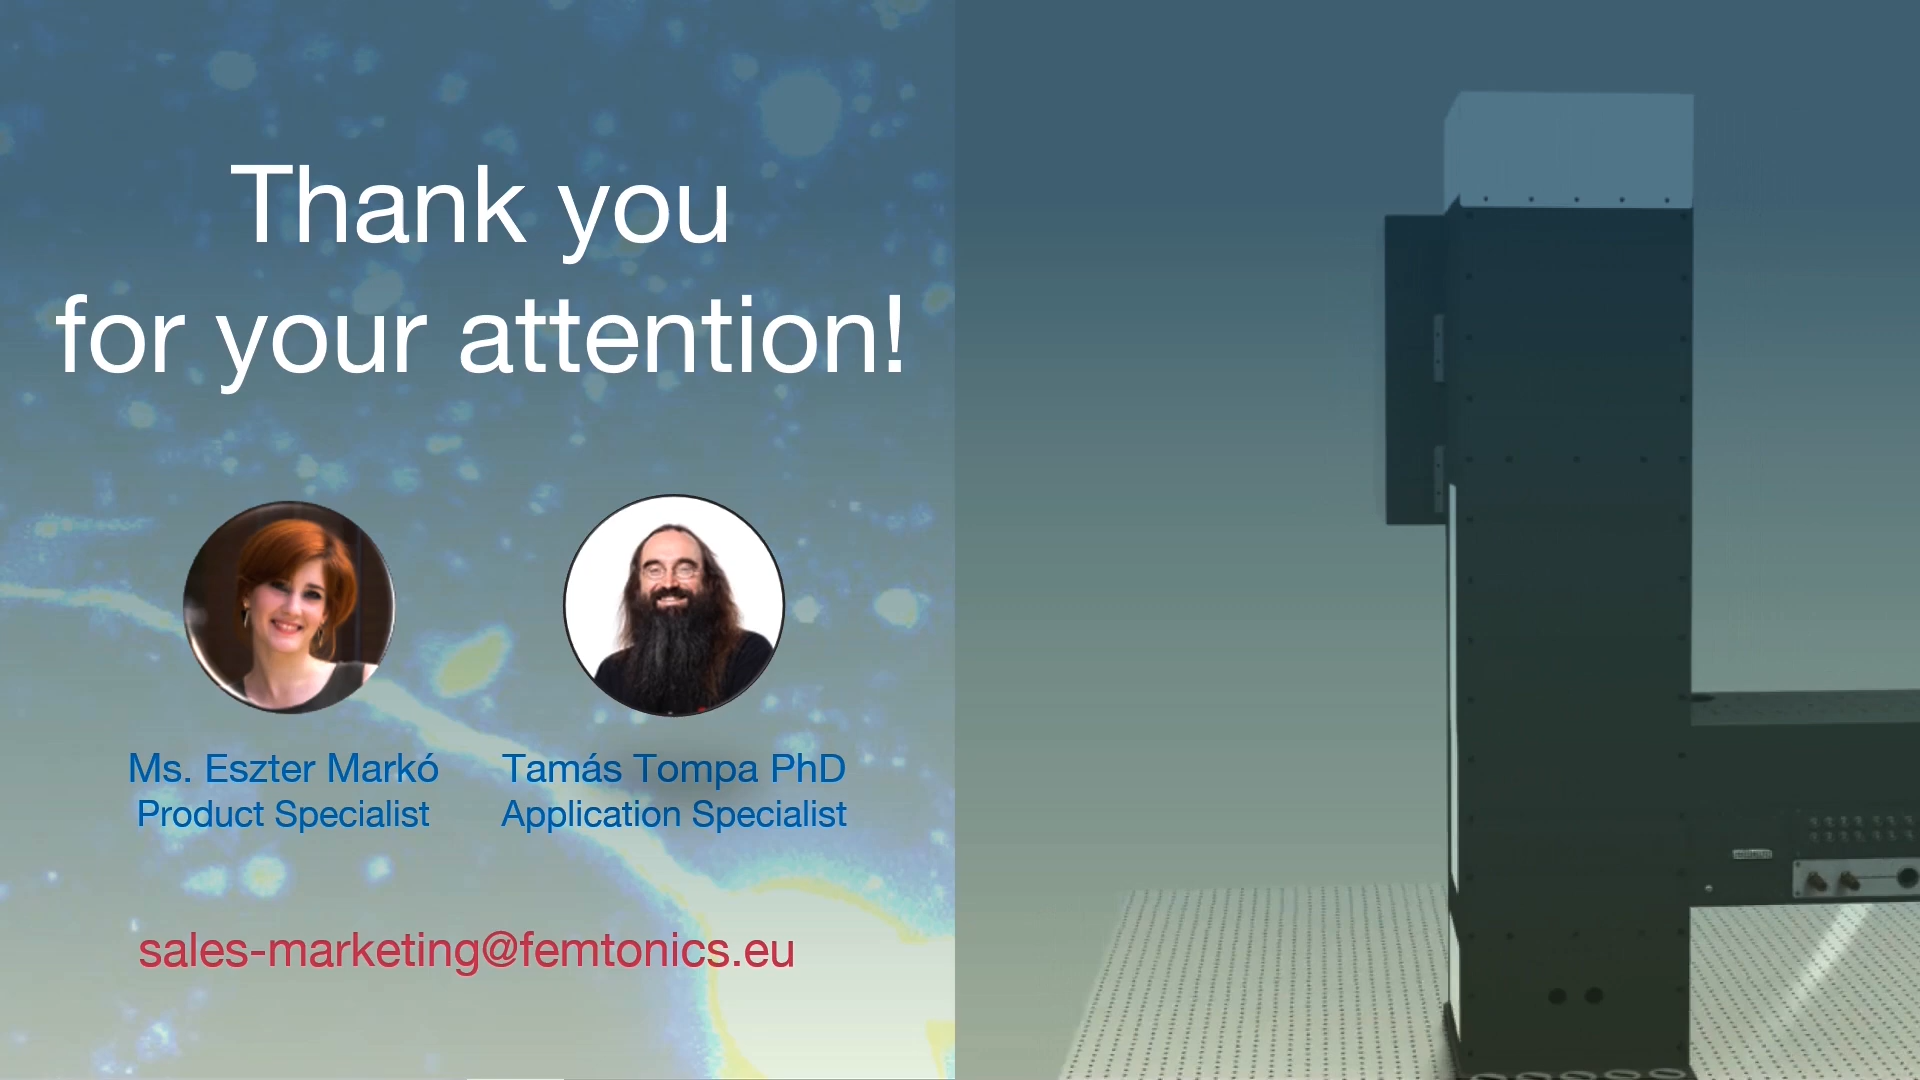 Thank you
for your attention!
Ms. Eszter Markó
Product Specialist
Tamás Tompa PhD
Application Specialist
sales-marketing@femtonics.eu